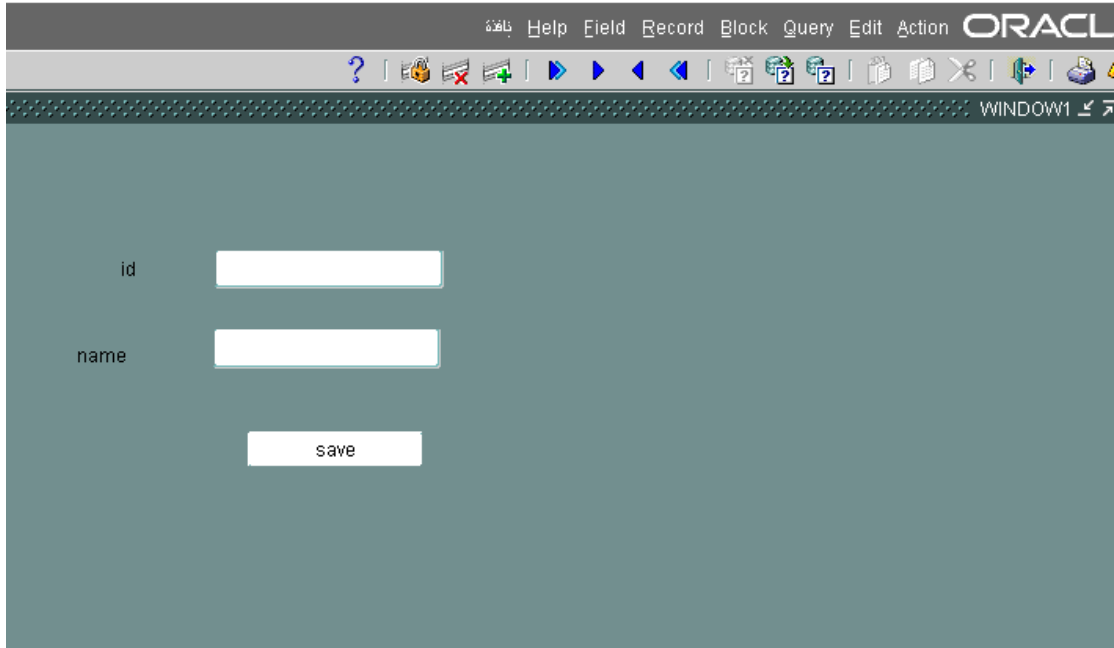 نافذة Help Field Record Block Query Edit Action ORACL
WINDOW1
id
name
save